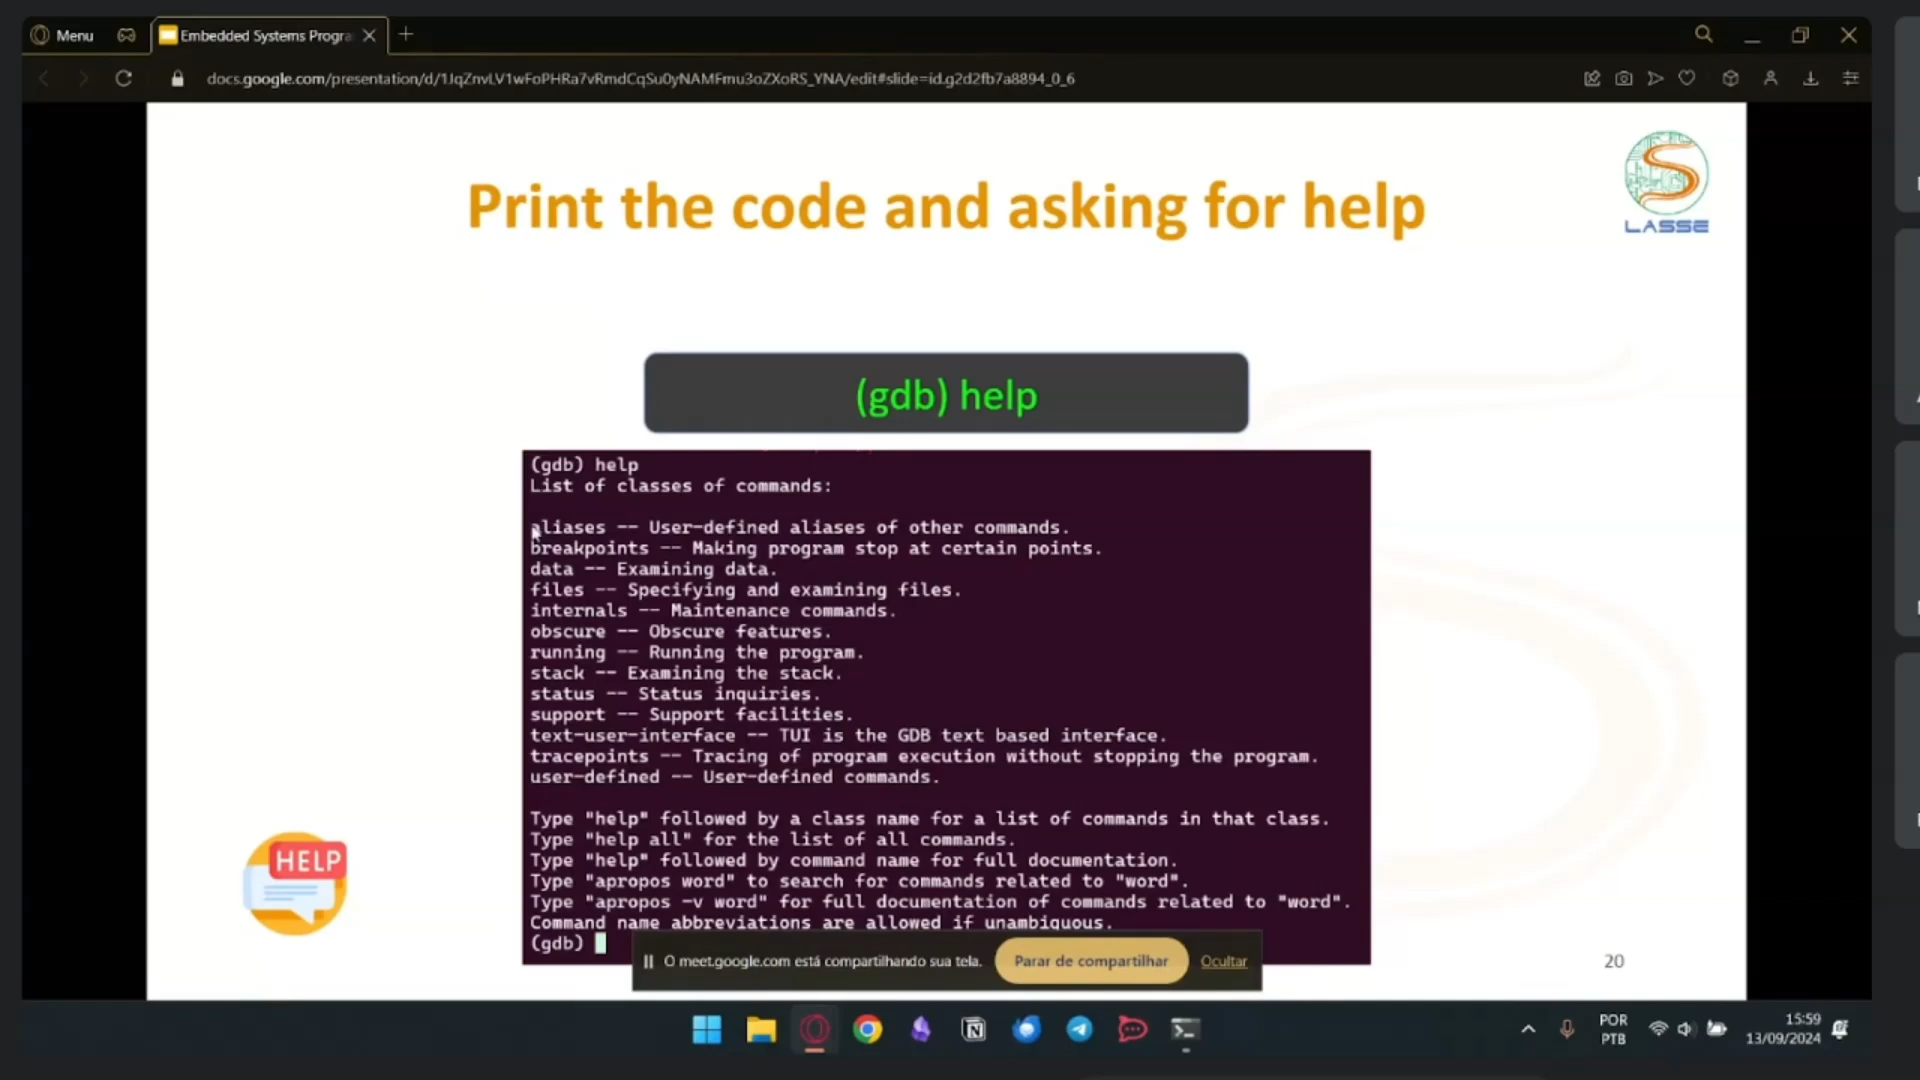 Menu
Embedded Systems Progra
docs.google.com/presentation/d/1JqZnvLV1wFoPHRa7vRmdCqSu0yNAMFmu3oZXoRS_YNA/edit#slide=id.g2d2fb7a8894_0_6
LASSE
Print the code and asking for help
(gdb) help
(gdb) help
List of classes of commands:
aliases -- User-defined aliases of other commands.
breakpoints -- Making program stop at certain points.
data -- Examining data.
files -- Specifying and examining files.
internals -- Maintenance commands.
obscure -- Obscure features.
running -- Running the program.
stack -- Examining the stack.
status -- Status inquiries.
support -- Support facilities.
text-user-interface -- TUI is the GDB text based interface.
tracepoints -- Tracing of program execution without stopping the program.
user-defined -- User-defined commands.
Type "help" followed by a class name for a list of commands in that class.
Type "help all" for the list of all commands.
Type "help" followed by command name for full documentation.
Type "apropos word" to search for commands related to "word".
Type "apropos -v word" for full documentation of commands related to "word".
Command name abbreviations are allowed if unambiguous.
(gdb)
HELP
O meet.google.com está compartilhando sua tela.
Parar de compartilhar
Ocultar
20
POR
PTB
15:59
13/09/2024